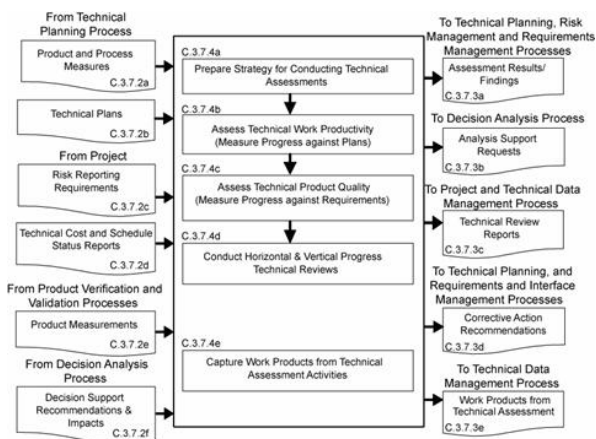 From Technical
Planning Process
Product and Process
Measures
C.3.7.2a
Technical Plans
C.3.7.2b
From Project
Risk Reporting
Requirements
C.3.7.2c
Technical Cost and Schedule
Status Reports
C.3.7.2d
From Product Verification and
Validation Processes
Product Measurements
C.3.7.2e
From Decision Analysis
Process
Decision Support
Recommendations &
Impacts
C.3.7.2f
C.3.7.4a
Prepare Strategy for Conducting Technical
Assessments
C.3.7.4b
Assess Technical Work Productivity
(Measure Progress against Plans)
C.3.7.4c
Assess Technical Product Quality
(Measure Progress against Requirements)
C.3.7.4d
Conduct Horizontal & Vertical Progress
Technical Reviews
C.3.7.4e
Capture Work Products from Technical
Assessment Activities
To Technical Planning, Risk
Management and Requirements
Management Processes
Assessment Results/
Findings
C.3.7.3a
To Decision Analysis Process
Analysis Support
Requests
C.3.7.3b
To Project and Technical Data
Management Process
Technical Review
Reports
C.3.7.3c
To Technical Planning, and
Requirements and Interface
Management Processes
Corrective Action
Recommendations
C.3.7.3d
To Technical Data
Management Process
Work Products from
Technical Assessment
C.3.7.3e